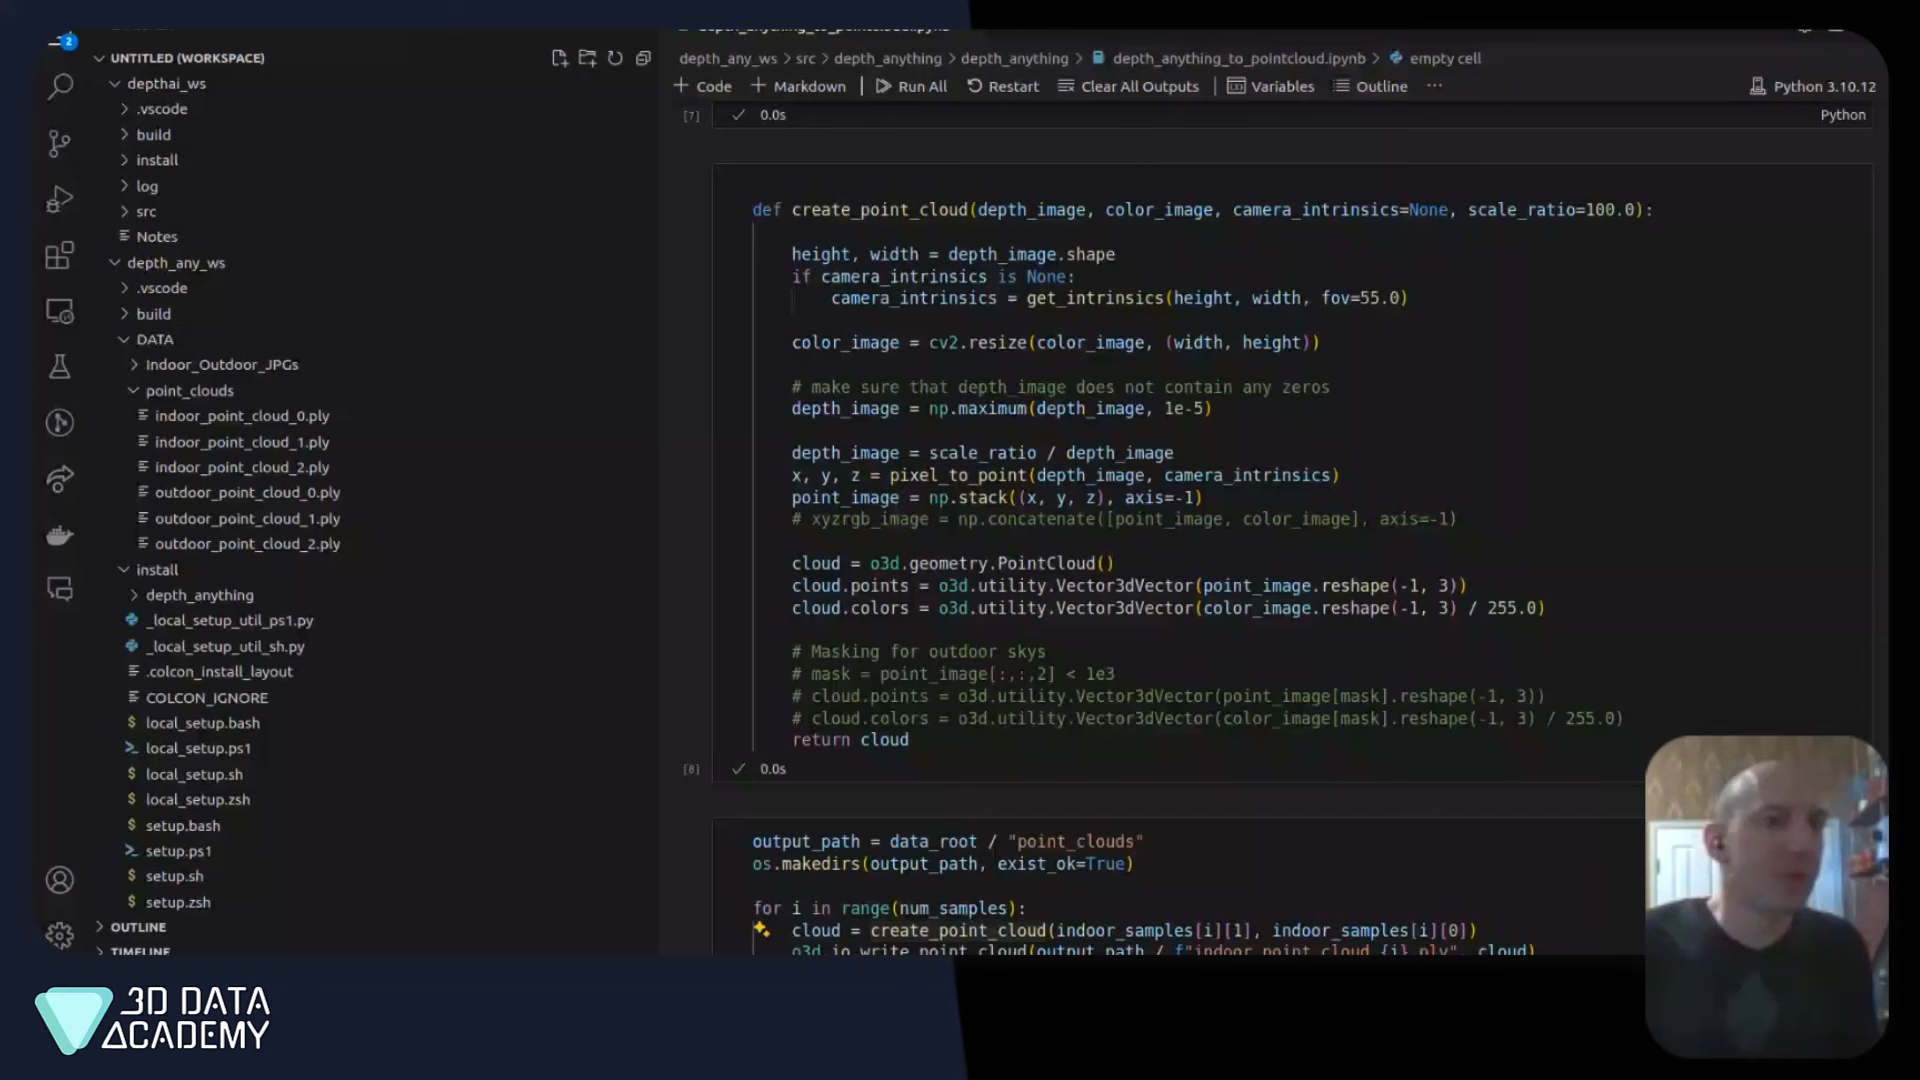 2
UNTITLED (WORKSPACE)
depthai_ws
.vscode
build
install
log
src
Notes
depth_any_ws
.vscode
build
DATA
Indoor_Outdoor_JPGs
point_clouds
indoor_point_cloud_0.ply
indoor_point_cloud_1.ply
indoor_point_cloud_2.ply
outdoor_point_cloud_0.ply
outdoor_point_cloud_1.ply
outdoor_point_cloud_2.ply
install
depth_anything
_local_setup_util_ps1.py
_local_setup_util_sh.py
.colcon_install_layout
COLCON_IGNORE
local_setup.bash
local_setup.ps1
local_setup.sh
local_setup.zsh
setup.bash
setup.ps1
setup.sh
setup.zsh
OUTLINE
TIMELINE
depth_anything_to_pointcloud.ipynb
depth_any_ws > src > depth_anything > depth_anything > depth_anything_to_pointcloud.ipynb > empty cell
+ Code + Markdown | Run All Restart Clear All Outputs | Variables Outline ... Python 3.10.12
[7] 0.0s Python
def create_point_cloud(depth_image, color_image, camera_intrinsics=None, scale_ratio=100.0):
height, width = depth_image.shape
if camera_intrinsics is None:
camera_intrinsics = get_intrinsics(height, width, fov=55.0)
color_image = cv2.resize(color_image, (width, height))
# make sure that depth_image does not contain any zeros
depth_image = np.maximum(depth_image, 1e-5)
depth_image = scale_ratio / depth_image
x, y, z = pixel_to_point(depth_image, camera_intrinsics)
point_image = np.stack((x, y, z), axis=-1)
# xyzrgb_image = np.concatenate([point_image, color_image], axis=-1)
cloud = o3d.geometry.PointCloud()
cloud.points = o3d.utility.Vector3dVector(point_image.reshape(-1, 3))
cloud.colors = o3d.utility.Vector3dVector(color_image.reshape(-1, 3) / 255.0)
# Masking for outdoor skys
# mask = point_image[:,:,2] < 1e3
# cloud.points = o3d.utility.Vector3dVector(point_image[mask].reshape(-1, 3))
# cloud.colors = o3d.utility.Vector3dVector(color_image[mask].reshape(-1, 3) / 255.0)
return cloud
[8] 0.0s
output_path = data_root / "point_clouds"
os.makedirs(output_path, exist_ok=True)
for i in range(num_samples):
cloud = create_point_cloud(indoor_samples[i][1], indoor_samples[i][0])
o3d.io.write_point_cloud(output_path / f"indoor_point_cloud_{i}.ply", cloud)
3D DATA
ACADEMY